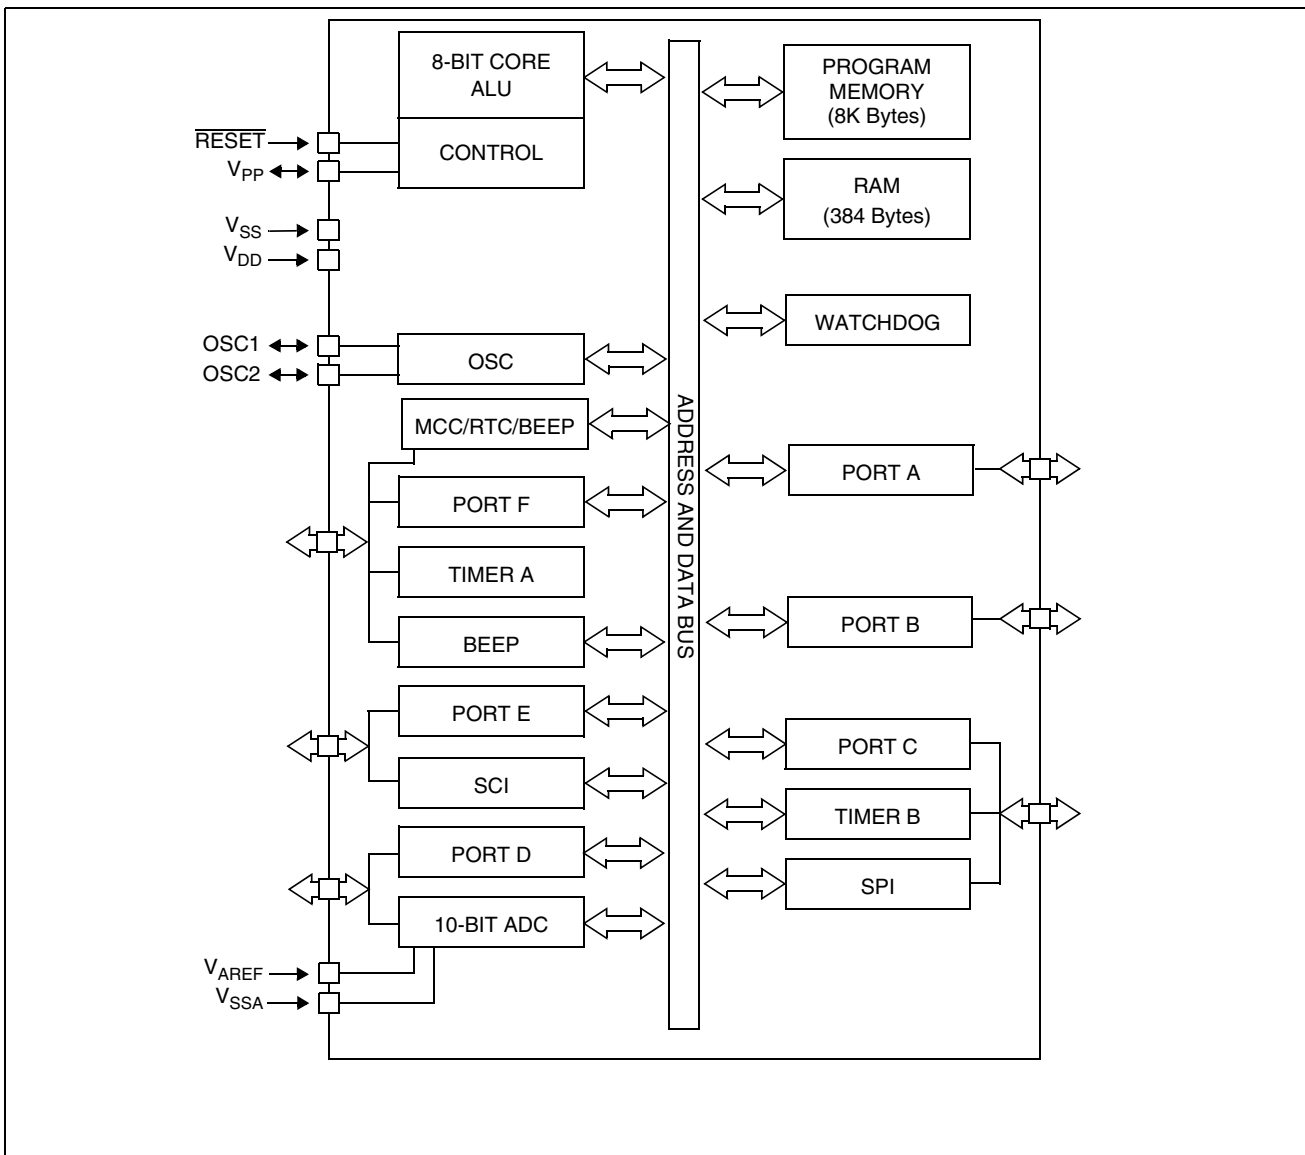 8-BIT CORE
ALU
CONTROL
RESET
VPP
VSS
VDD
OSC1
OSC2
OSC
MCC/RTC/BEEP
PORT F
TIMER A
BEEP
PORT E
SCI
PORT D
10-BIT ADC
VAREF
VSSA
ADDRESS AND DATA BUS
PROGRAM
MEMORY
(8K Bytes)
RAM
(384 Bytes)
WATCHDOG
PORT A
PORT B
PORT C
TIMER B
SPI